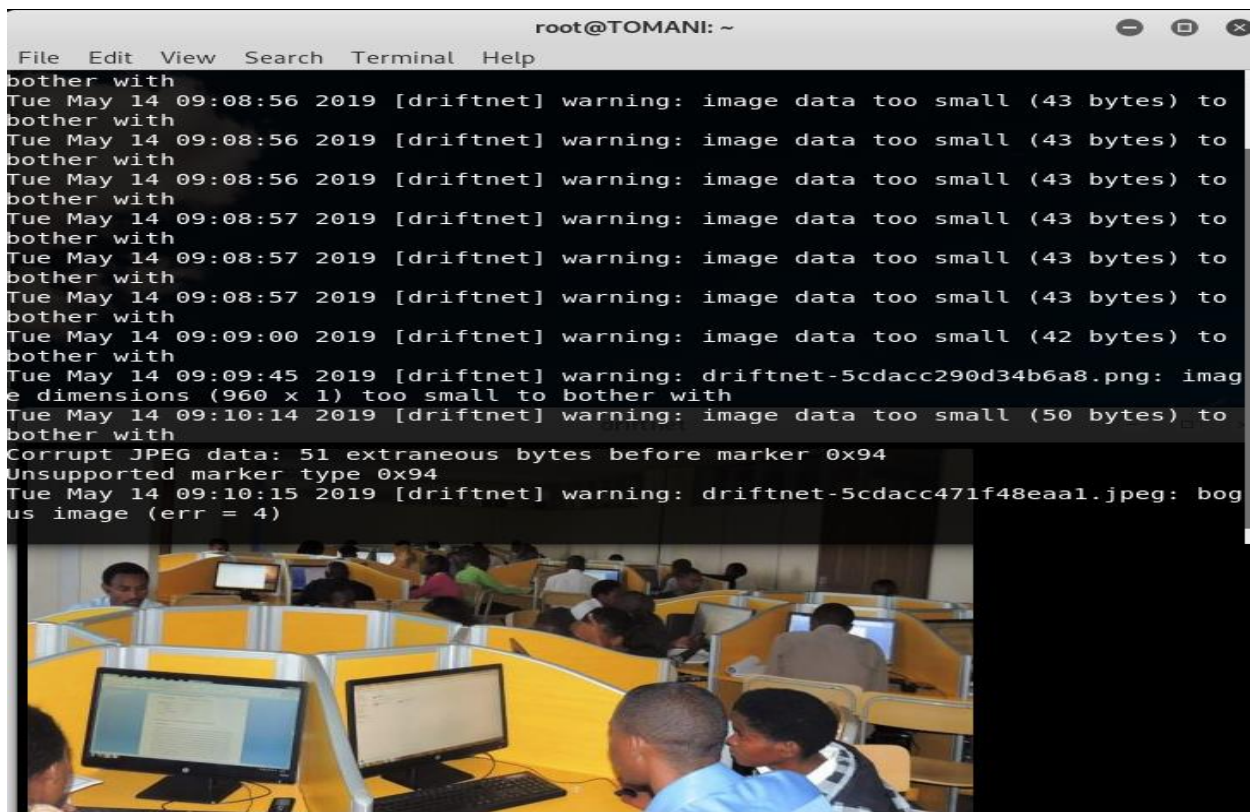 root@TOMANI: ~
File Edit View Search Terminal Help
bother with
Tue May 14 09:08:56 2019 [driftnet] warning: image data too small (43 bytes) to
bother with
Tue May 14 09:08:56 2019 [driftnet] warning: image data too small (43 bytes) to
bother with
Tue May 14 09:08:56 2019 [driftnet] warning: image data too small (43 bytes) to
bother with
Tue May 14 09:08:57 2019 [driftnet] warning: image data too small (43 bytes) to
bother with
Tue May 14 09:08:57 2019 [driftnet] warning: image data too small (43 bytes) to
bother with
Tue May 14 09:08:57 2019 [driftnet] warning: image data too small (43 bytes) to
bother with
Tue May 14 09:09:00 2019 [driftnet] warning: image data too small (42 bytes) to
bother with
Tue May 14 09:09:45 2019 [driftnet] warning: driftnet-5cdacc290d34b6a8.png: imag
e dimensions (960 x 1) too small to bother with
Tue May 14 09:10:14 2019 [driftnet] warning: image data too small (50 bytes) to
bother with
Corrupt JPEG data: 51 extraneous bytes before marker 0x94
Unsupported marker type 0x94
Tue May 14 09:10:15 2019 [driftnet] warning: driftnet-5cdacc471f48eaa1.jpeg: bog
us image (err = 4)